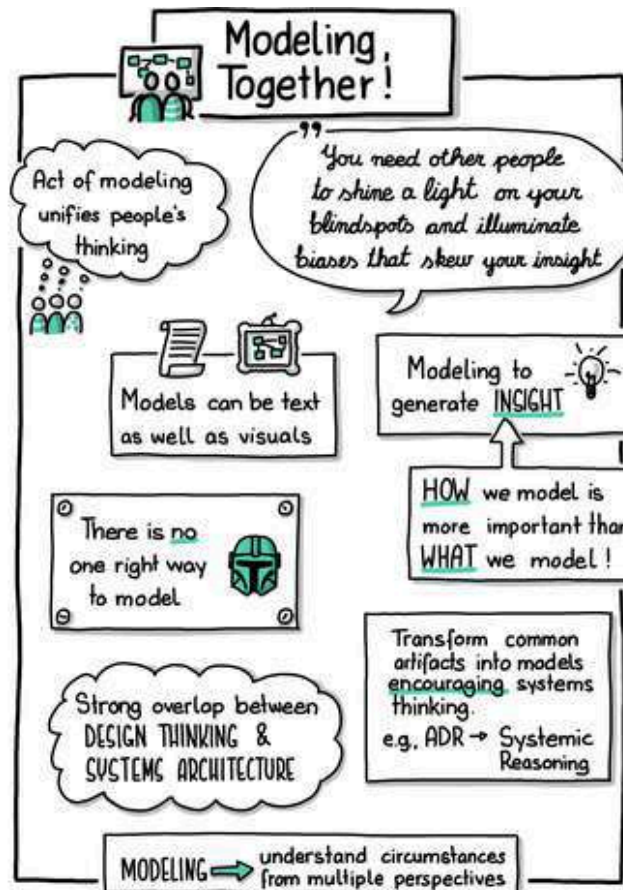 Modeling
Together!
Act of modeling
unifies people's
thinking
"
You need other people
to shine a light on your
blindspots and illuminate
biases that skew your insight
Models can be text
as well as visuals
Modeling to
generate INSIGHT
HOW we model is
more important than
WHAT we model!
There is no
one right way
to model
Transform common
artifacts into models
encouraging systems
thinking.
e.g., ADR → Systemic
Reasoning
Strong overlap between
DESIGN THINKING &
SYSTEMS ARCHITECTURE
MODELING → understand circumstances
from multiple perspectives